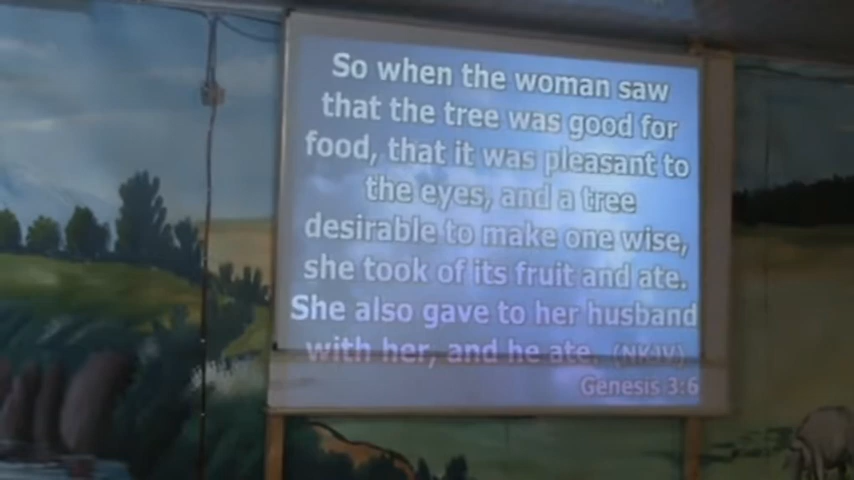 So when the woman saw
that the tree was good for
food, that it was pleasant to
the eyes, and a tree
desirable to make one wise,
she took of its fruit and ate.
She also gave to her husband
with her, and he ate. (NKJV)
Genesis 3:6